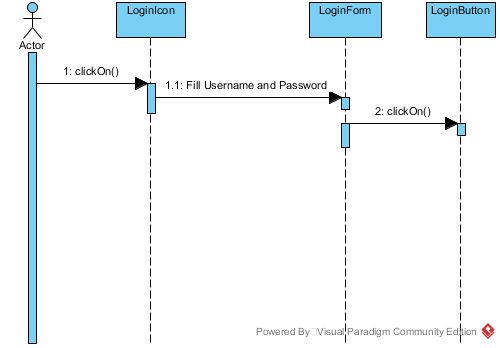 LoginIcon
LoginForm
LoginButton
Actor
1: clickOn()
1.1: Fill Username and Password
2: clickOn()
Powered By Visual Paradigm Community Edition